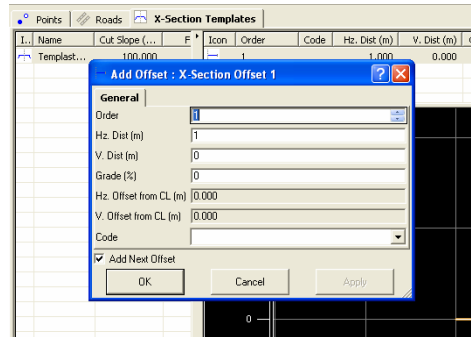 Points Roads X-Section Templates
I.. Name Cut Slope (... F Icon Order Code Hz. Dist (m) V. Dist (m)
Templast... 100.000 1 1.000 0.000
Add Offset : X-Section Offset 1
General
Order 1
Hz. Dist (m) 1
V. Dist (m) 0
Grade (%) 0
Hz. Offset from CL (m) 0.000
V. Offset from CL (m) 0.000
Code
Add Next Offset
OK Cancel Apply
0